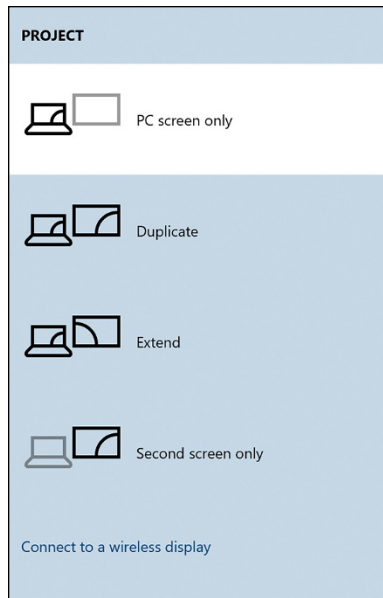 PROJECT
PC screen only
Duplicate
Extend
Second screen only
Connect to a wireless display